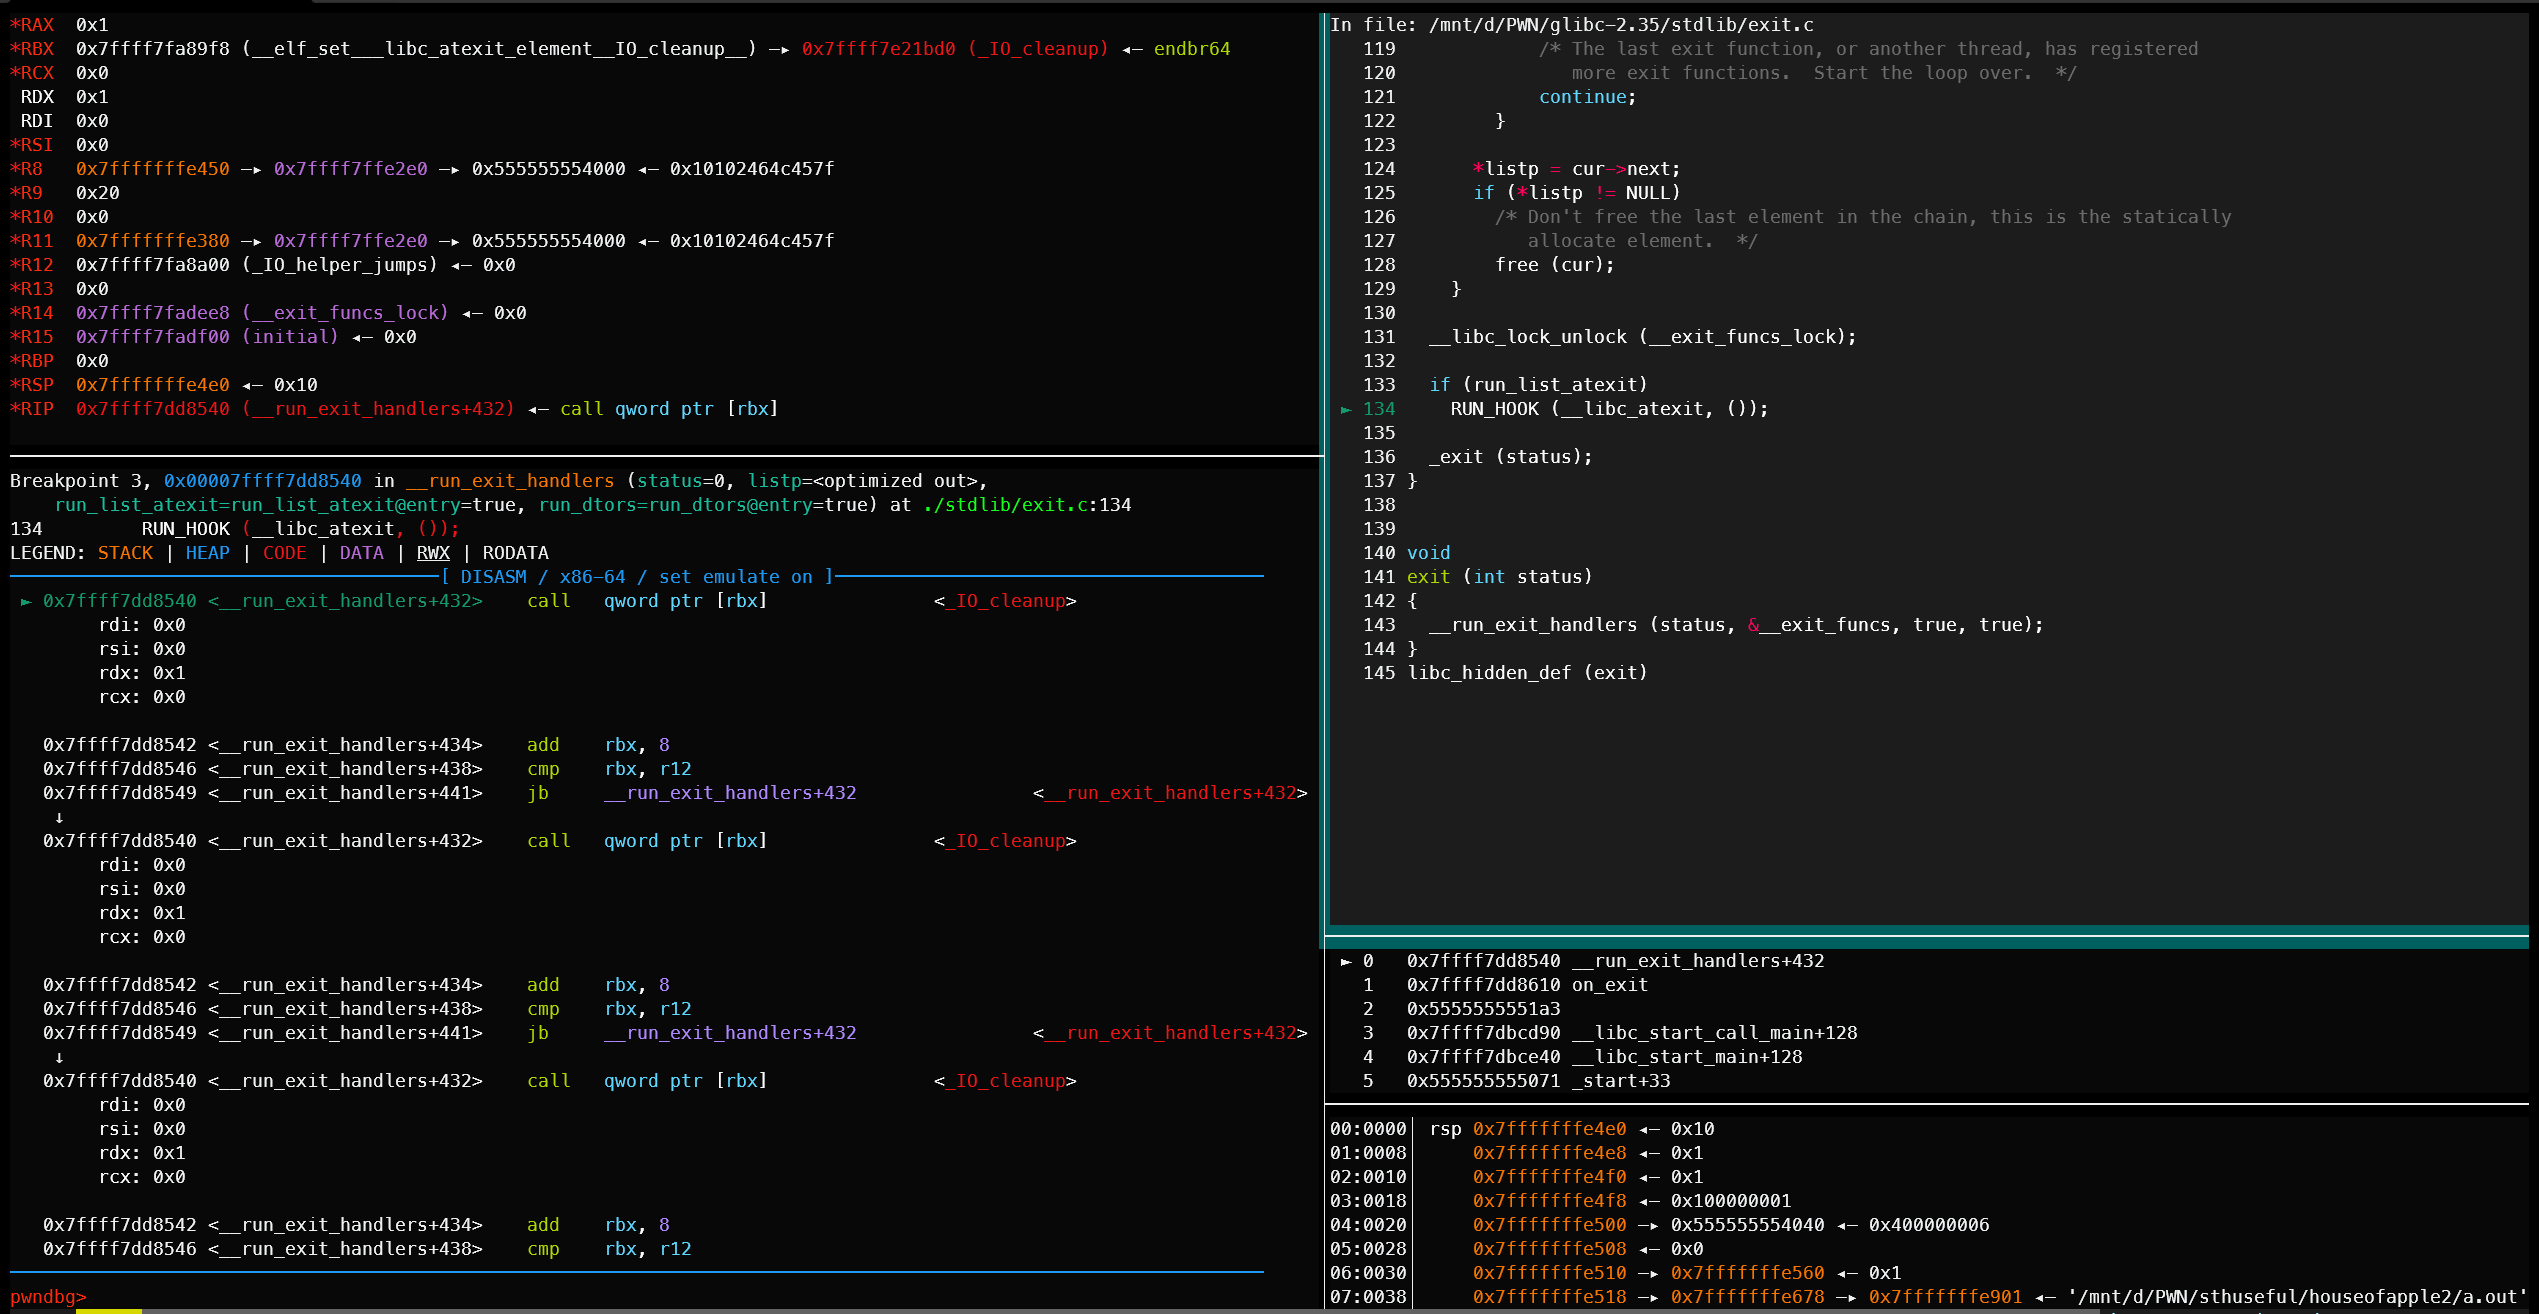 *RAX  0x1
*RBX  0x7ffff7fa89f8 (__elf_set___libc_atexit_element__IO_cleanup__) —▸ 0x7ffff7e21bd0 (_IO_cleanup) ◂— endbr64
*RCX  0x0
 RDX  0x1
 RDI  0x0
*RSI  0x0
*R8   0x7fffffffe450 —▸ 0x7ffff7ffe2e0 —▸ 0x555555554000 ◂— 0x10102464c457f
*R9   0x20
*R10  0x0
*R11  0x7fffffffe380 —▸ 0x7ffff7ffe2e0 —▸ 0x555555554000 ◂— 0x10102464c457f
*R12  0x7ffff7fa8a00 (_IO_helper_jumps) ◂— 0x0
*R13  0x0
*R14  0x7ffff7fadee8 (__exit_funcs_lock) ◂— 0x0
*R15  0x7ffff7fadf00 (initial) ◂— 0x0
*RBP  0x0
*RSP  0x7fffffffe4e0 ◂— 0x10
*RIP  0x7ffff7dd8540 (__run_exit_handlers+432) ◂— call qword ptr [rbx]
Breakpoint 3, 0x00007ffff7dd8540 in __run_exit_handlers (status=0, listp=<optimized out>,
    run_list_atexit=run_list_atexit@entry=true, run_dtors=run_dtors@entry=true) at ./stdlib/exit.c:134
134         RUN_HOOK (__libc_atexit, ());
LEGEND: STACK | HEAP | CODE | DATA | RWX | RODATA
[ DISASM / x86-64 / set emulate on ]
 ► 0x7ffff7dd8540 <__run_exit_handlers+432>    call   qword ptr [rbx]               <_IO_cleanup>
        rdi: 0x0
        rsi: 0x0
        rdx: 0x1
        rcx: 0x0
   0x7ffff7dd8542 <__run_exit_handlers+434>    add    rbx, 8
   0x7ffff7dd8546 <__run_exit_handlers+438>    cmp    rbx, r12
   0x7ffff7dd8549 <__run_exit_handlers+441>    jb     __run_exit_handlers+432                <__run_exit_handlers+432>
    ↓
   0x7ffff7dd8540 <__run_exit_handlers+432>    call   qword ptr [rbx]               <_IO_cleanup>
        rdi: 0x0
        rsi: 0x0
        rdx: 0x1
        rcx: 0x0
   0x7ffff7dd8542 <__run_exit_handlers+434>    add    rbx, 8
   0x7ffff7dd8546 <__run_exit_handlers+438>    cmp    rbx, r12
   0x7ffff7dd8549 <__run_exit_handlers+441>    jb     __run_exit_handlers+432                <__run_exit_handlers+432>
    ↓
   0x7ffff7dd8540 <__run_exit_handlers+432>    call   qword ptr [rbx]               <_IO_cleanup>
        rdi: 0x0
        rsi: 0x0
        rdx: 0x1
        rcx: 0x0
   0x7ffff7dd8542 <__run_exit_handlers+434>    add    rbx, 8
   0x7ffff7dd8546 <__run_exit_handlers+438>    cmp    rbx, r12
pwndbg>
In file: /mnt/d/PWN/glibc-2.35/stdlib/exit.c
   119             /* The last exit function, or another thread, has registered
   120                more exit functions.  Start the loop over.  */
   121             continue;
   122         }
   123
   124       *listp = cur->next;
   125       if (*listp != NULL)
   126         /* Don't free the last element in the chain, this is the statically
   127            allocate element.  */
   128         free (cur);
   129     }
   130
   131   __libc_lock_unlock (__exit_funcs_lock);
   132
   133   if (run_list_atexit)
 ► 134     RUN_HOOK (__libc_atexit, ());
   135
   136   _exit (status);
   137 }
   138
   139
   140 void
   141 exit (int status)
   142 {
   143   __run_exit_handlers (status, &__exit_funcs, true, true);
   144 }
   145 libc_hidden_def (exit)
 ► 0   0x7ffff7dd8540 __run_exit_handlers+432
   1   0x7ffff7dd8610 on_exit
   2   0x5555555551a3
   3   0x7ffff7dbcd90 __libc_start_call_main+128
   4   0x7ffff7dbce40 __libc_start_main+128
   5   0x555555555071 _start+33
00:0000│ rsp 0x7fffffffe4e0 ◂— 0x10
01:0008│     0x7fffffffe4e8 ◂— 0x1
02:0010│     0x7fffffffe4f0 ◂— 0x1
03:0018│     0x7fffffffe4f8 ◂— 0x100000001
04:0020│     0x7fffffffe500 —▸ 0x555555554040 ◂— 0x400000006
05:0028│     0x7fffffffe508 ◂— 0x0
06:0030│     0x7fffffffe510 —▸ 0x7fffffffe560 ◂— 0x1
07:0038│     0x7fffffffe518 —▸ 0x7fffffffe678 —▸ 0x7fffffffe901 ◂— '/mnt/d/PWN/sthuseful/houseofapple2/a.out'